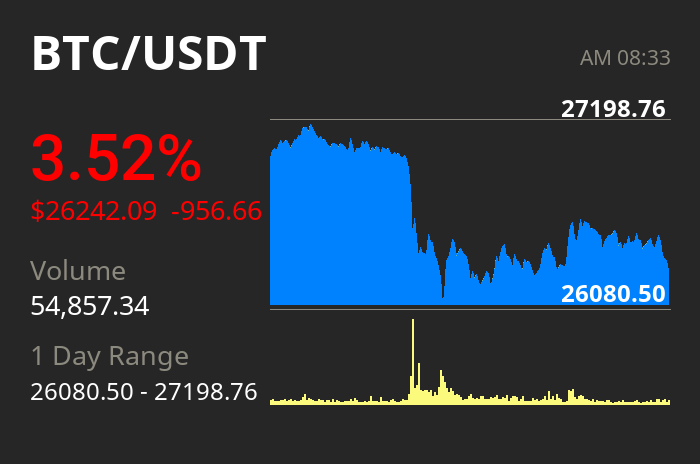 BTC/USDT
AM 08:33
27198.76
3.52%
$26242.09 -956.66
Volume
54,857.34
26080.50
1 Day Range
26080.50 - 27198.76